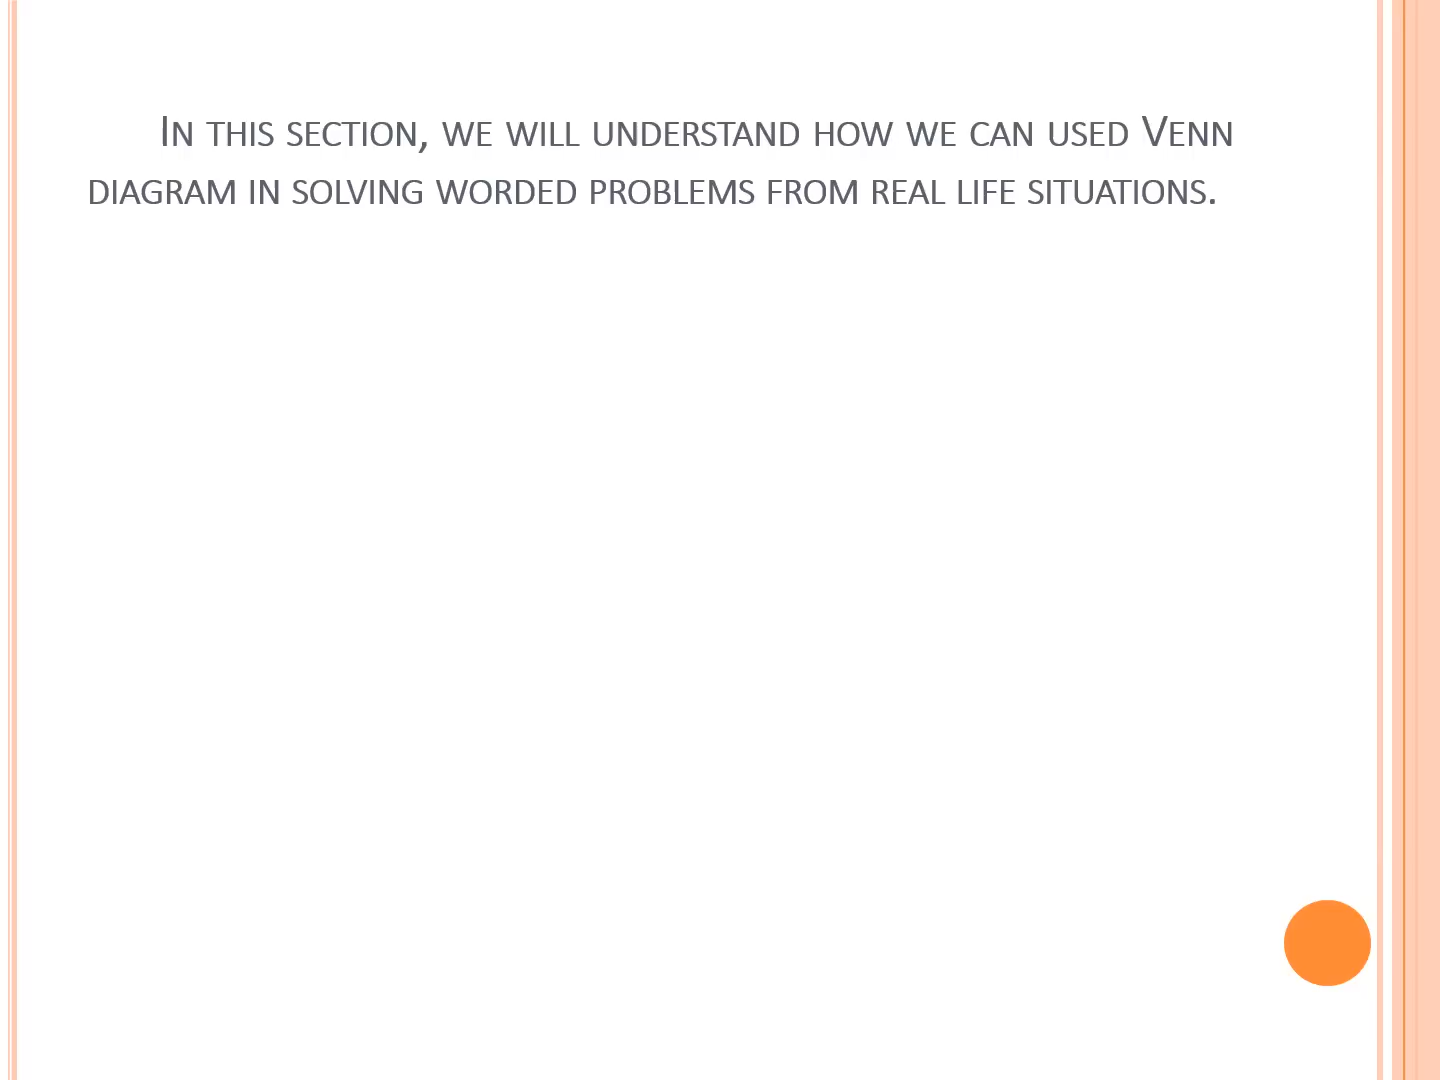 In this section, we will understand how we can used Venn
diagram in solving worded problems from real life situations.